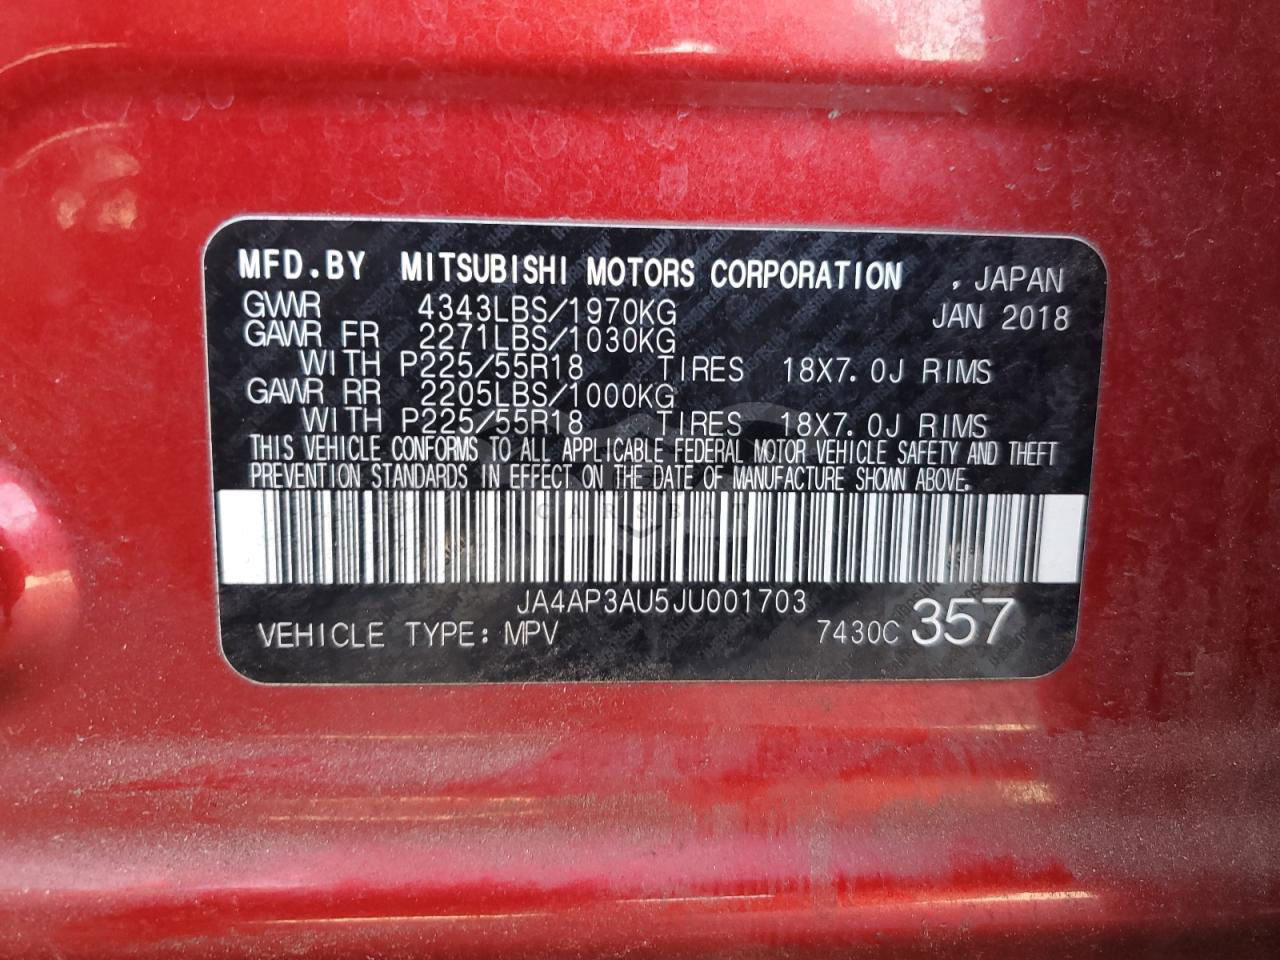 MFD.BY MITSUBISHI MOTORS CORPORATION , JAPAN
GVWR 4343LBS/1970KG JAN 2018
GAWR FR 2271LBS/1030KG
WITH P225/55R18 TIRES 18X7.0J RIMS
GAWR RR 2205LBS/1000KG
WITH P225/55R18 TIRES 18X7.0J RIMS
THIS VEHICLE CONFORMS TO ALL APPLICABLE FEDERAL MOTOR VEHICLE SAFETY AND THEFT
PREVENTION STANDARDS IN EFFECT ON THE DATE OF MANUFACTURE SHOWN ABOVE.
CARSBAT
JA4AP3AU5JU001703
VEHICLE TYPE: MPV 7430C 357